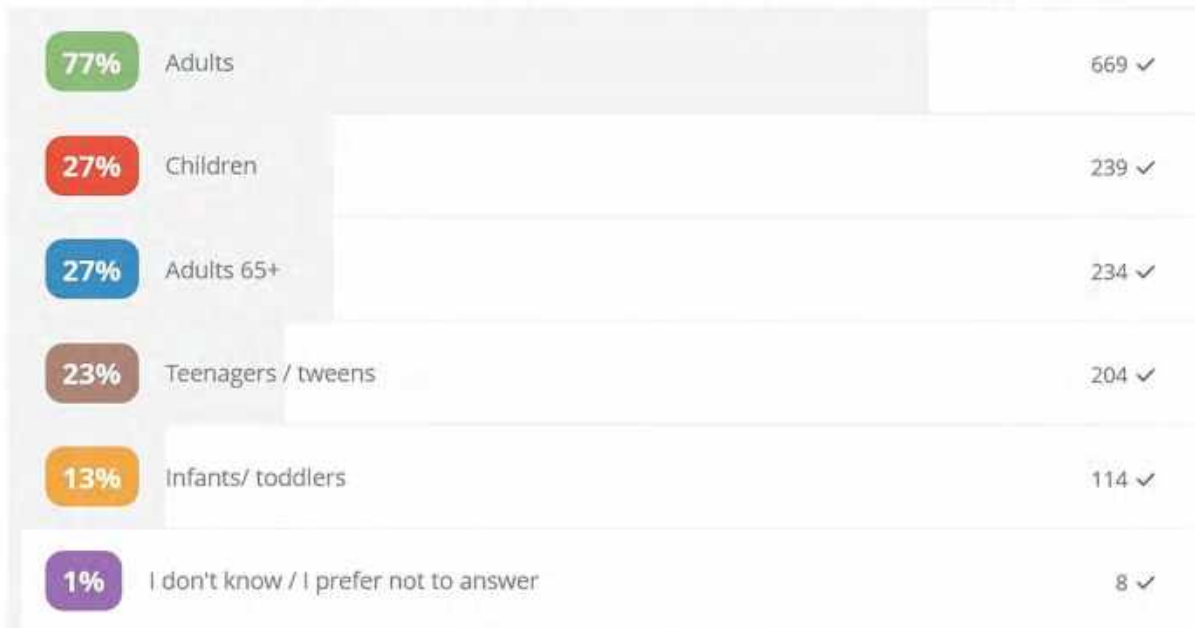 77% Adults 669 ✓
27% Children 239 ✓
27% Adults 65+ 234 ✓
23% Teenagers / tweens 204 ✓
13% Infants/ toddlers 114 ✓
1% I don't know / I prefer not to answer 8 ✓